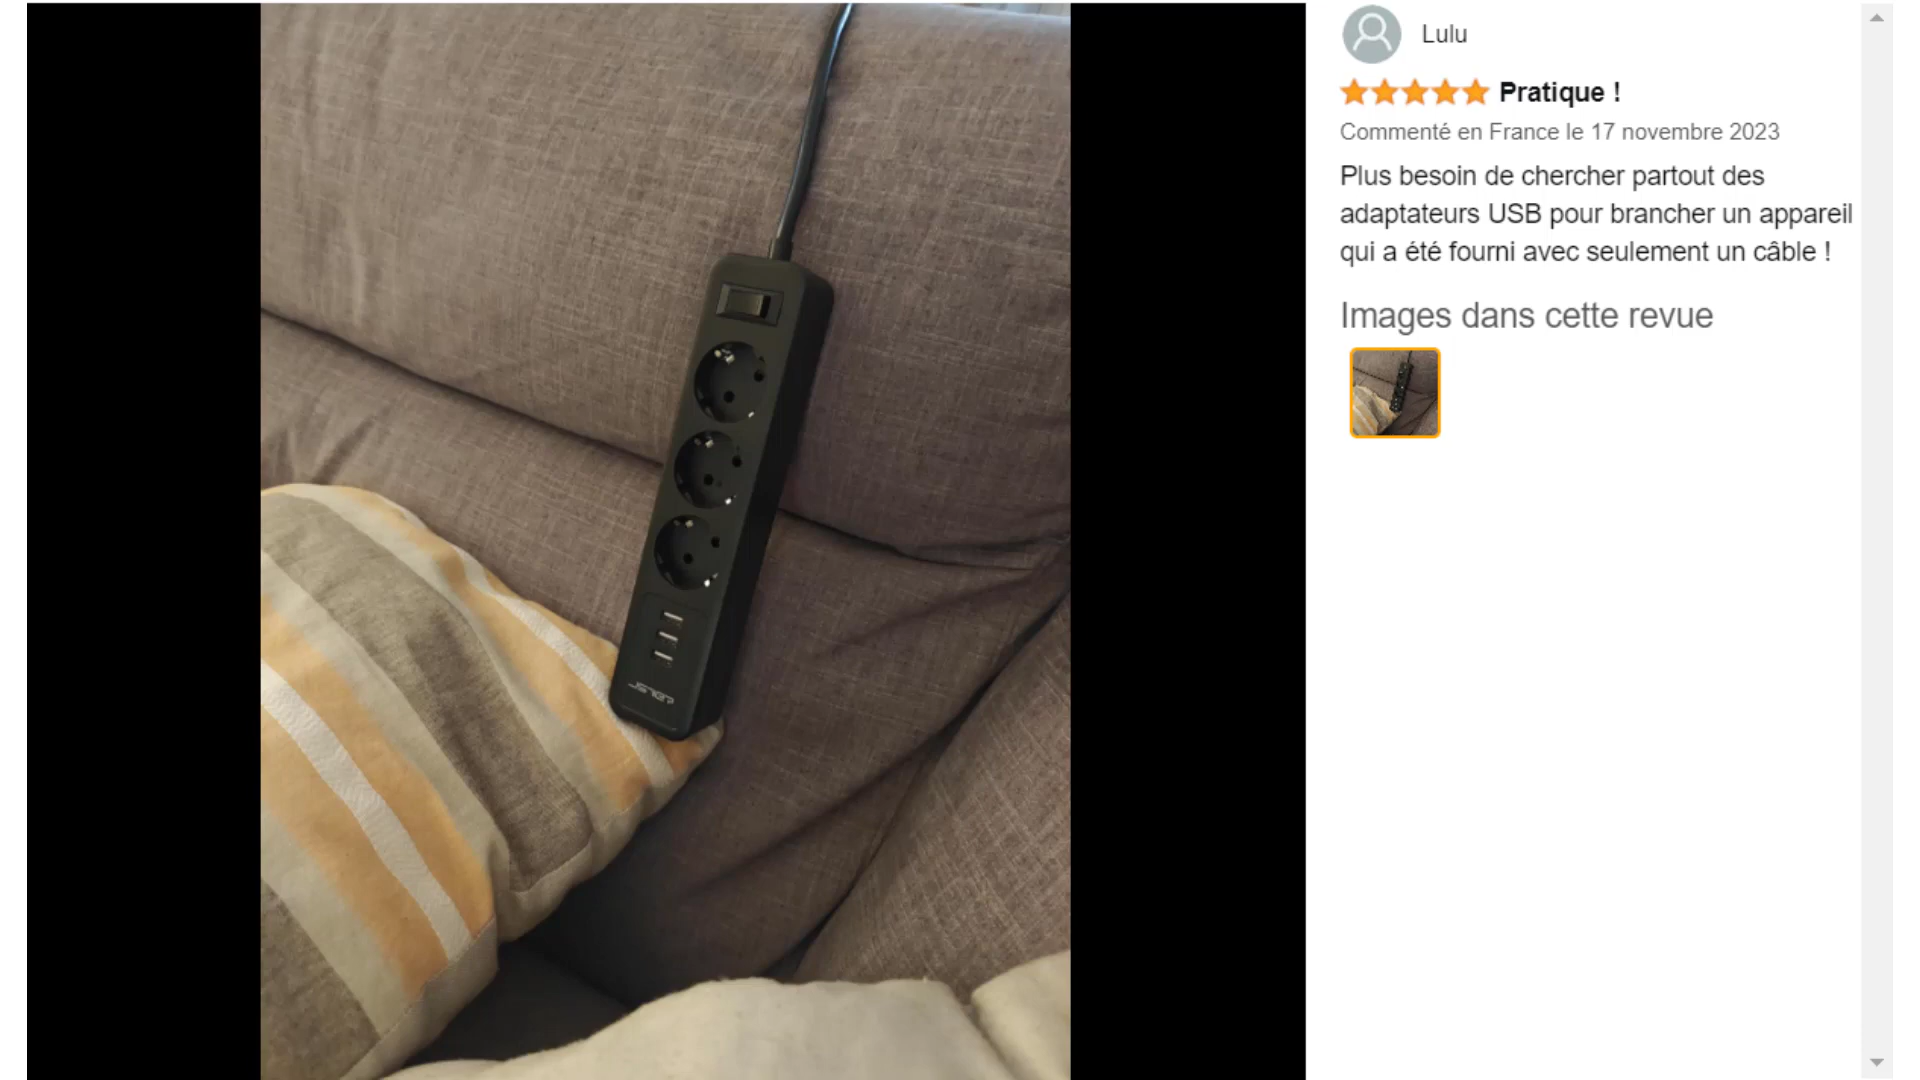 Lulu
Pratique !
Commenté en France le 17 novembre 2023
Plus besoin de chercher partout des
adaptateurs USB pour brancher un appareil
qui a été fourni avec seulement un câble !
Images dans cette revue